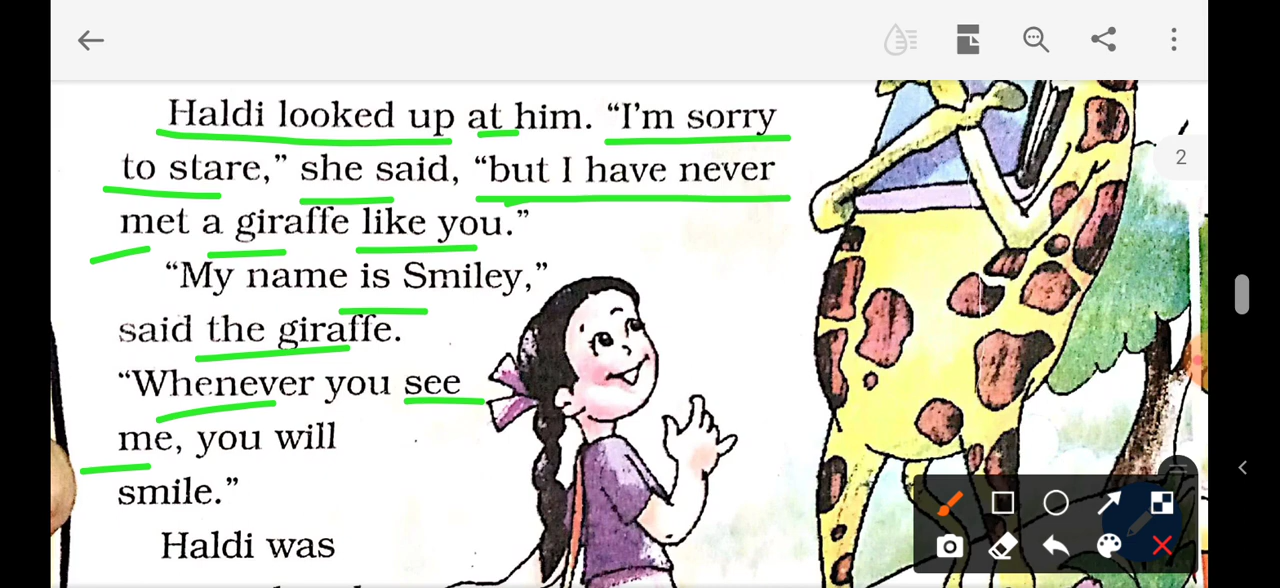 Haldi looked up at him. “I’m sorry
to stare,” she said, “but I have never
met a giraffe like you.”
“My name is Smiley,”
said the giraffe.
“Whenever you see
me, you will
smile.”
Haldi was
2